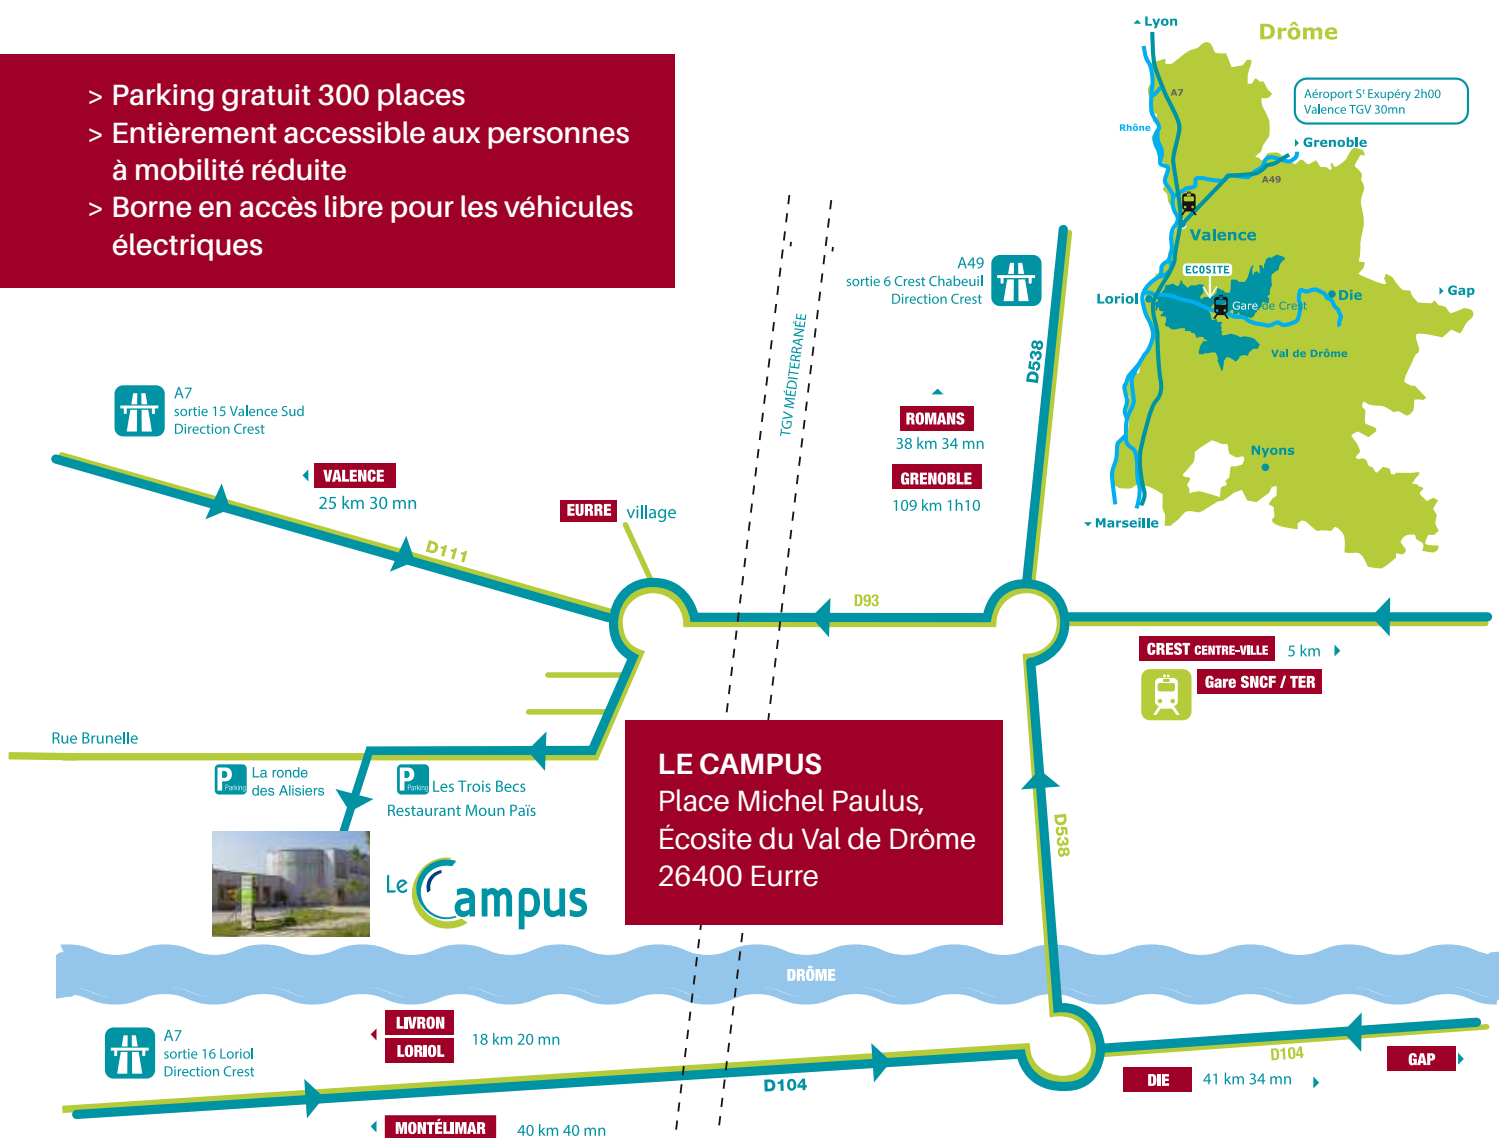 > Parking gratuit 300 places
> Entièrement accessible aux personnes
à mobilité réduite
> Borne en accès libre pour les véhicules
électriques
Lyon
Drôme
A7
Aéroport Sᵗ Exupéry 2h00
Valence TGV 30mn
Rhône
Grenoble
A49
Valence
ECOSITE
Loriol
Gare de Crest
Die
Gap
Val de Drôme
Nyons
Marseille
A49
sortie 6 Crest Chabeuil
Direction Crest
TGV MÉDITERRANÉE
D538
A7
sortie 15 Valence Sud
Direction Crest
ROMANS
38 km 34 mn
VALENCE
25 km 30 mn
GRENOBLE
109 km 1h10
EURRE village
D111
D93
CREST CENTRE-VILLE 5 km
Gare SNCF / TER
Rue Brunelle
P Parking
La ronde
des Alisiers
P Parking
Les Trois Becs
Restaurant Moun Païs
LE CAMPUS
Place Michel Paulus,
Écosite du Val de Drôme
26400 Eurre
D538
Le Campus
DRÔME
A7
sortie 16 Loriol
Direction Crest
LIVRON
LORIOL
18 km 20 mn
D104
D104
GAP
DIE 41 km 34 mn
MONTÉLIMAR 40 km 40 mn